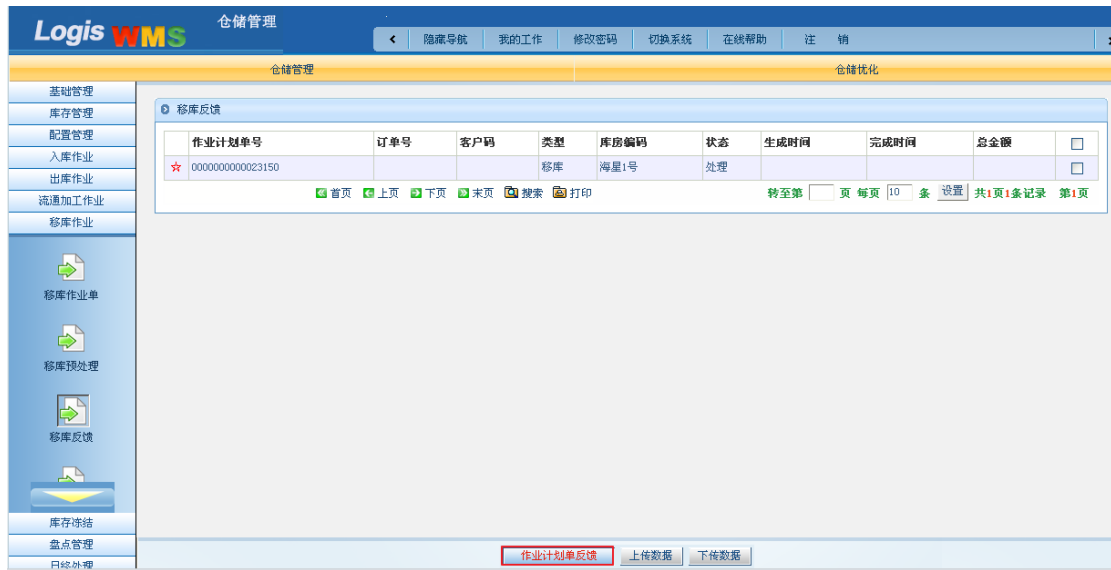 Logis WMS
仓储管理
隐藏导航 我的工作 修改密码 切换系统 在线帮助 注 销
仓储管理 仓储优化
基础管理
库存管理
配置管理
入库作业
出库作业
流通加工作业
移库作业
移库作业单
移库预处理
移库反馈
库存冻结
盘点管理
日终处理
移库反馈
作业计划单号 订单号 客户码 类型 库房编码 状态 生成时间 完成时间 总金额
0000000000023150 移库 海星1号 处理
首页 上页 下页 末页 搜索 打印 转至第 页 每页 10 条 设置 共1页1条记录 第1页
作业计划单反馈 上传数据 下传数据